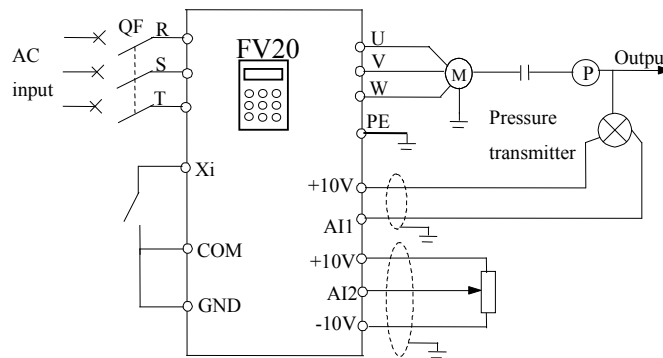 AC
input
QF
R
S
T
FV20
U
V
W
PE
M
P
Output
Pressure
transmitter
Xi
+10V
AI1
COM
+10V
AI2
GND
-10V